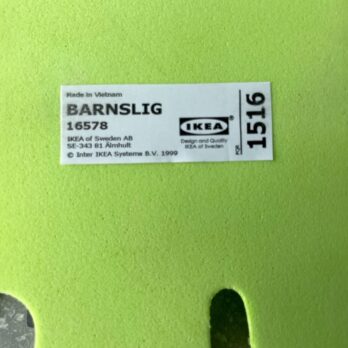 Made in Vietnam
BARNSLIG
16578
IKEA of Sweden AB
SE-343 81 Älmhult
© Inter IKEA Systems B.V. 1999
IKEA
Design and Quality
IKEA of Sweden
1516